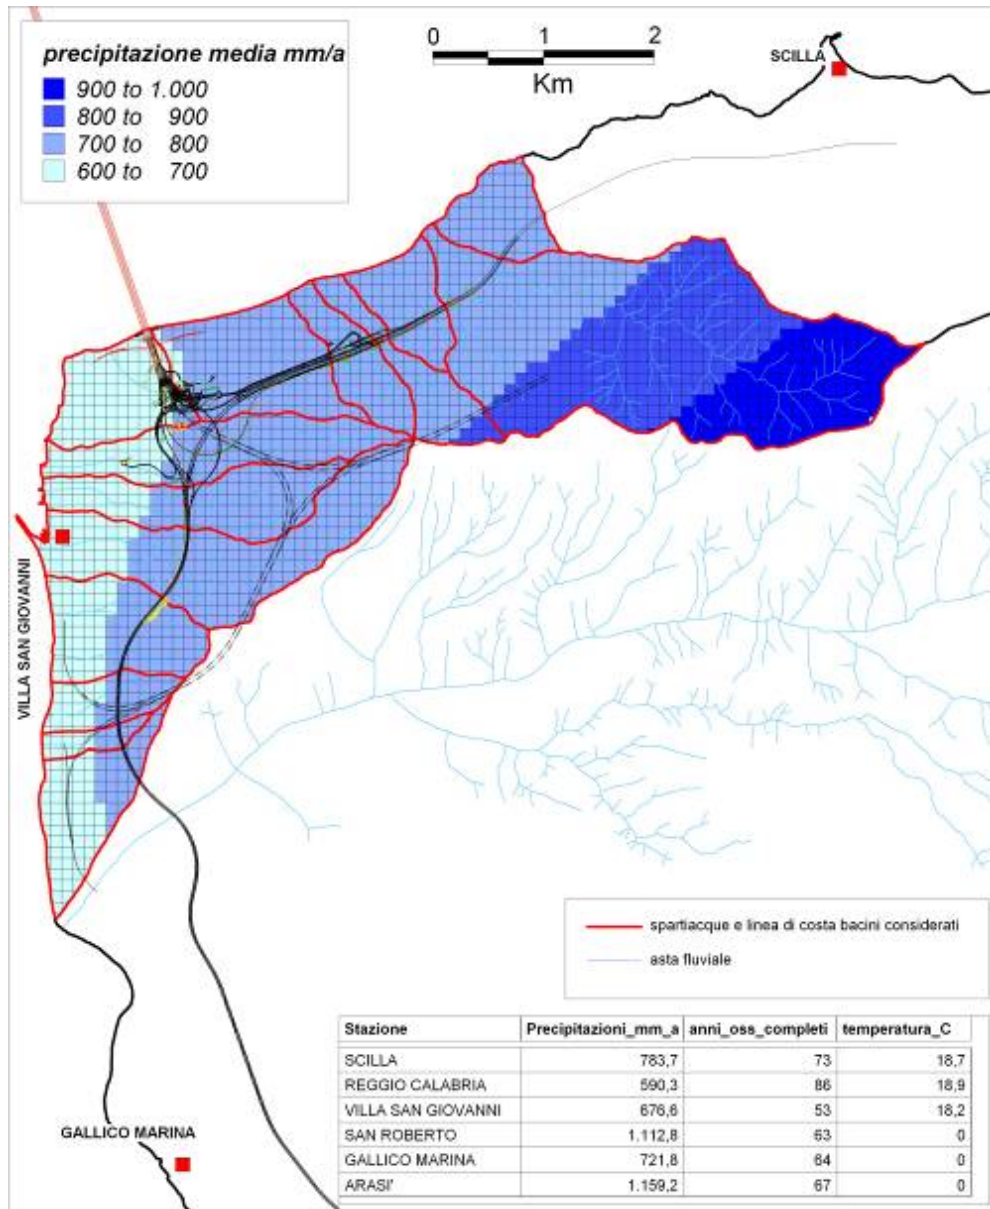 precipitazione media mm/a
900 to 1.000
800 to 900
700 to 800
600 to 700
0 1 2
Km
SCILLA
VILLA SAN GIOVANNI
spartiacque e linea di costa bacini considerati
asta fluviale
Stazione Precipitazioni_mm_a anni_oss_completi temperatura_C
SCILLA 783,7 73 18,7
REGGIO CALABRIA 590,3 86 18,9
VILLA SAN GIOVANNI 676,6 53 18,2
SAN ROBERTO 1.112,8 63 0
GALLICO MARINA 721,8 64 0
ARASI' 1.159,2 67 0
GALLICO MARINA